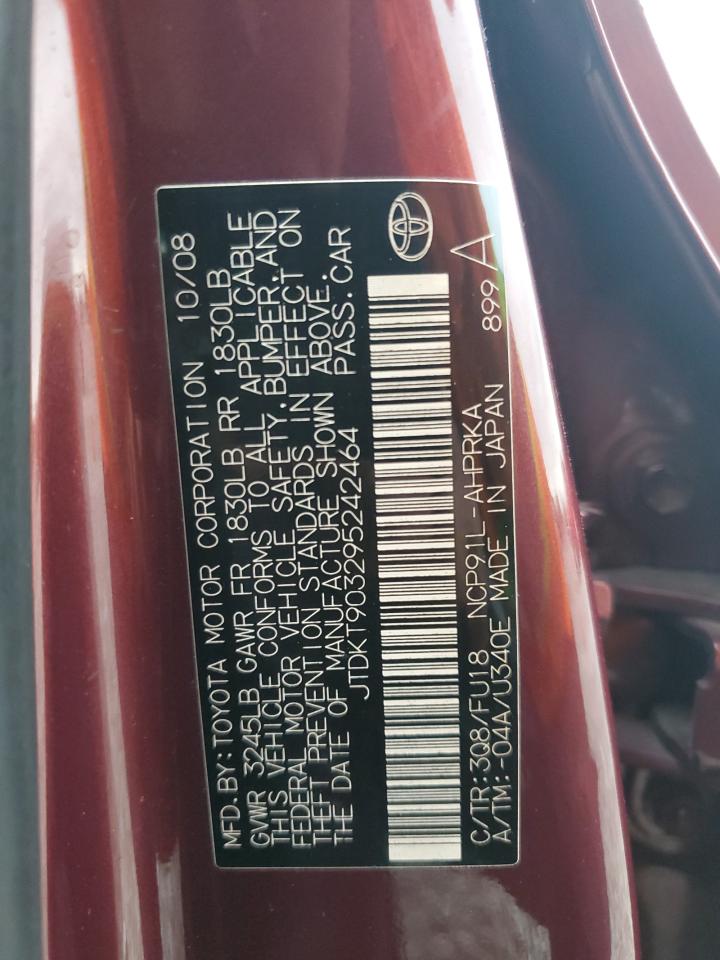 MFD. BY: TOYOTA MOTOR CORPORATION 10/08
GVWR 3245LB GAWR FR 1830LB RR 1830LB
THIS VEHICLE CONFORMS TO ALL APPLICABLE
FEDERAL MOTOR VEHICLE SAFETY, BUMPER, AND
THEFT PREVENTION STANDARDS IN EFFECT ON
THE DATE OF MANUFACTURE SHOWN ABOVE.
JTDKT903295242464 PASS. CAR
C/TR: 3Q8/FU18 NCP91L-AHPRKA
A/TM: -04A/U340E MADE IN JAPAN 899 A